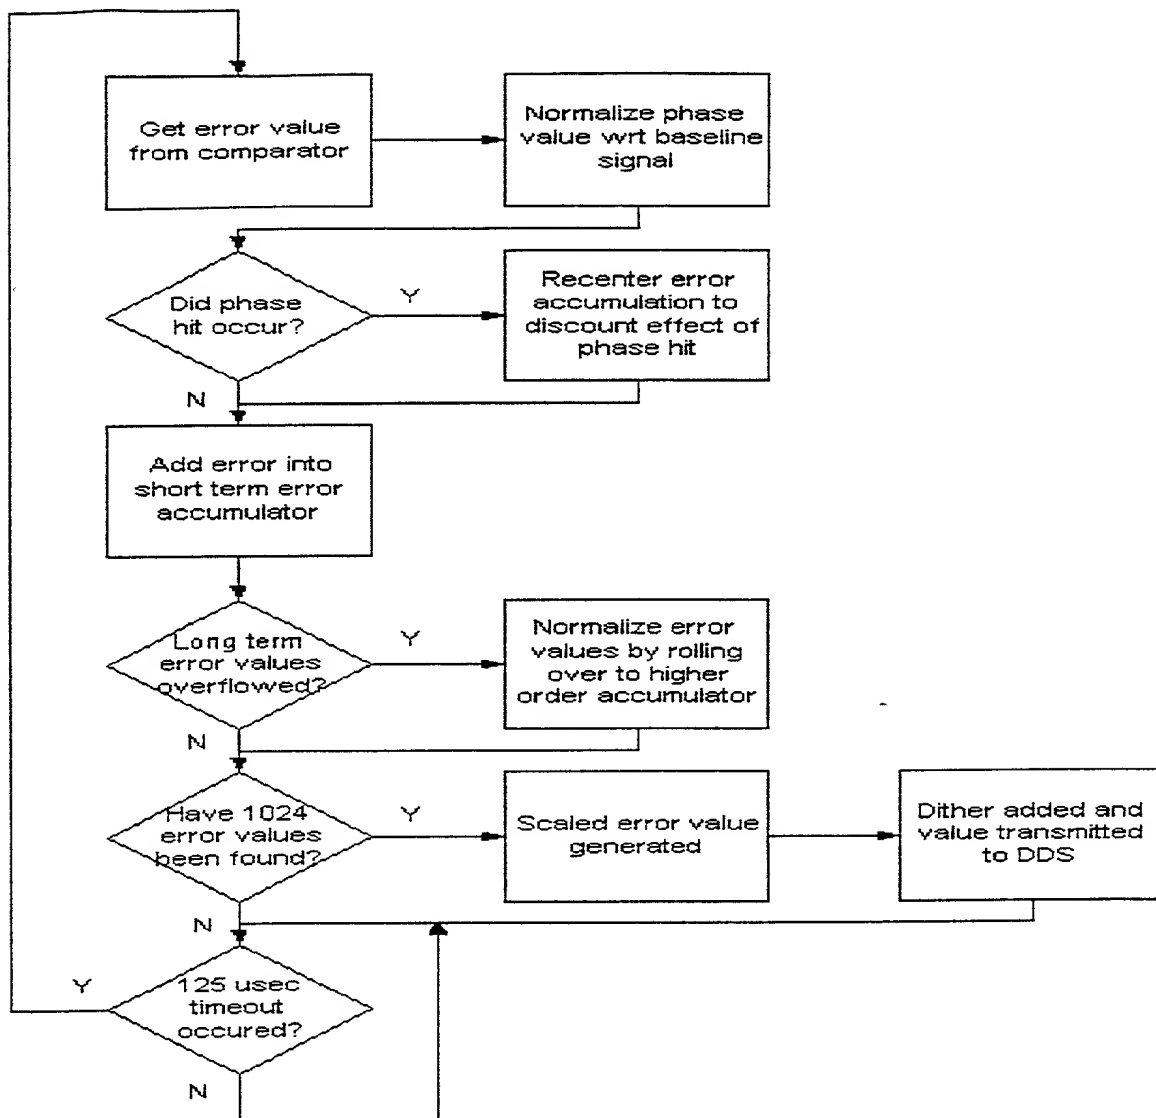 Get error value
from comparator
Normalize phase
value wrt baseline
signal
Did phase
hit occur?
Y
Recenter error
accumulation to
discount effect of
phase hit
N
Add error into
short term error
accumulator
Long term
error values
overflowed?
Y
Normalize error
values by rolling
over to higher
order accumulator
N
Have 1024
error values
been found?
Y
Scaled error value
generated
Dither added and
value transmitted
to DDS
N
Y
125 usec
timeout
occured?
N